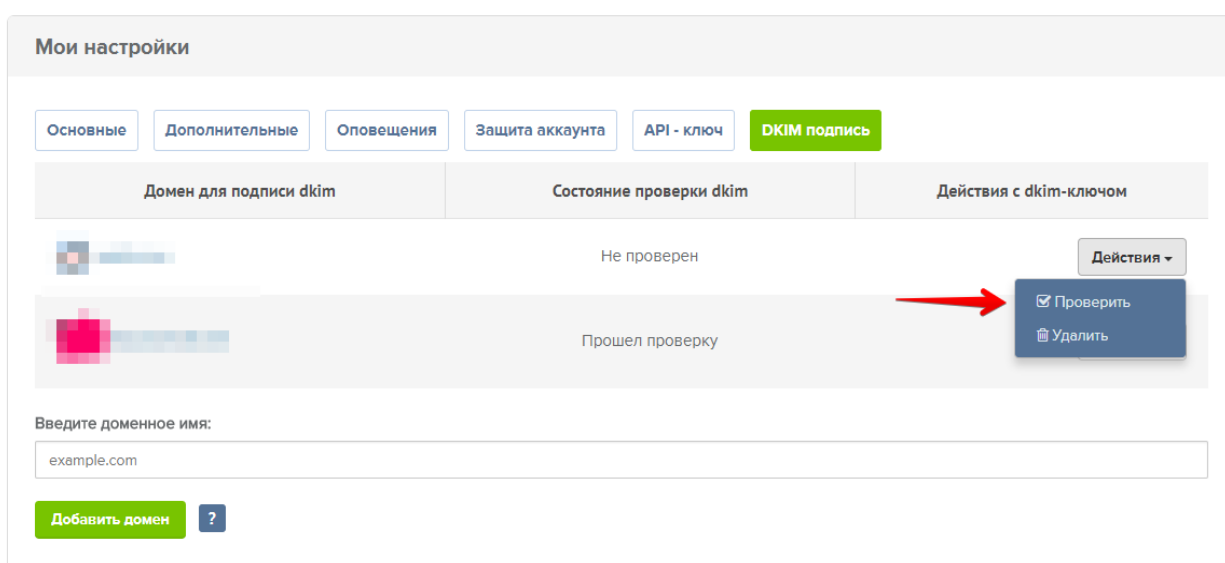 Мои настройки
Основные Дополнительные Оповещения Защита аккаунта API - ключ DKIM подпись
Домен для подписи dkim Состояние проверки dkim Действия с dkim-ключом
Не проверен Действия
Проверить
Удалить
Прошел проверку
Введите доменное имя:
example.com
Добавить домен ?